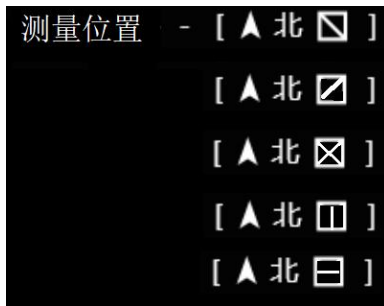 测量位置 - [ ▲ 北 ⧅ ]
[ ▲ 北 ⧄ ]
[ ▲ 北 ⊠ ]
[ ▲ 北 ◫ ]
[ ▲ 北 ⊟ ]